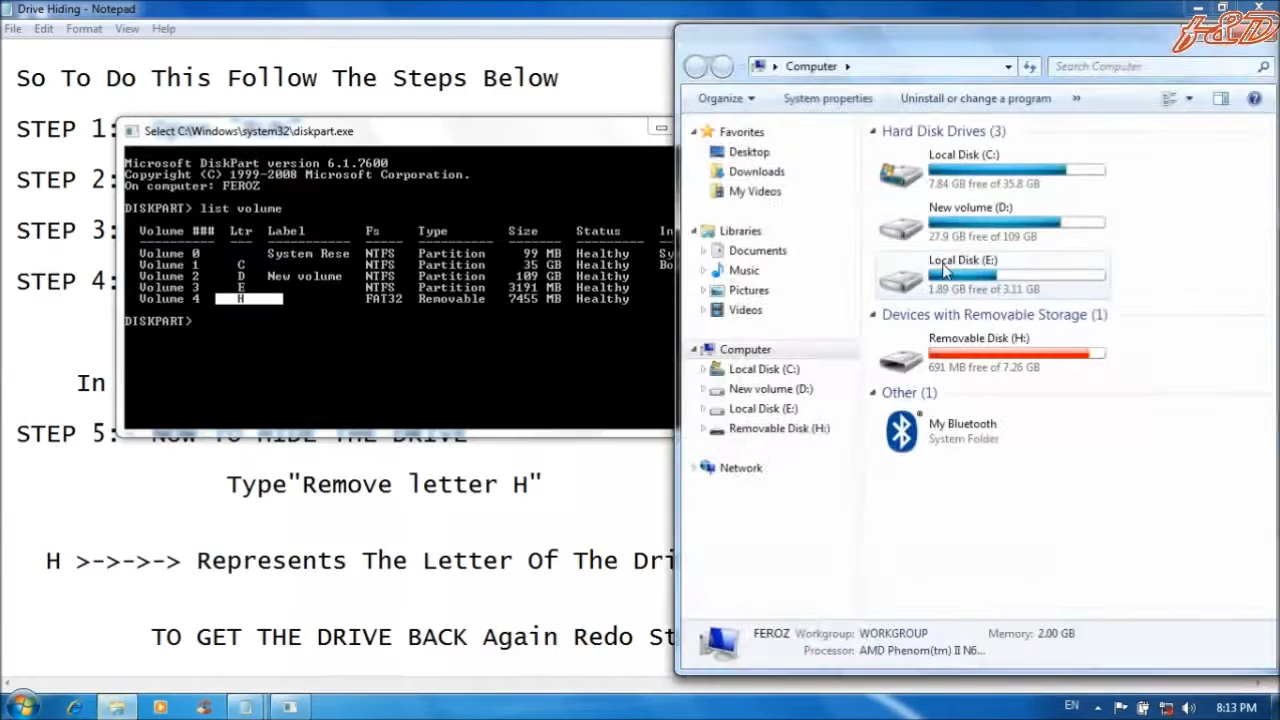 Drive Hiding - Notepad
File Edit Format View Help
So To Do This Follow The Steps Below
STEP 1:
STEP 2:
STEP 3:
STEP 4:
In
STEP 5: NOW TO HIDE THE DRIVE
Type"Remove letter H"
H >->->-> Represents The Letter Of The Dri
TO GET THE DRIVE BACK Again Redo St
Select C:\Windows\system32\diskpart.exe
Microsoft DiskPart version 6.1.7600
Copyright (C) 1999-2008 Microsoft Corporation.
On computer: FEROZ
DISKPART> list volume
Volume ### Ltr Label Fs Type Size Status In
Volume 0 System Rese NTFS Partition 99 MB Healthy Sy
Volume 1 C NTFS Partition 35 GB Healthy Bo
Volume 2 D New volume NTFS Partition 109 GB Healthy
Volume 3 E NTFS Partition 3191 MB Healthy
Volume 4 H FAT32 Removable 7455 MB Healthy
DISKPART>
H&D
Computer
Search Computer
Organize System properties Uninstall or change a program »
Favorites
Desktop
Downloads
My Videos
Libraries
Documents
Music
Pictures
Videos
Computer
Local Disk (C:)
New volume (D:)
Local Disk (E:)
Removable Disk (H:)
Network
Hard Disk Drives (3)
Local Disk (C:)
7.84 GB free of 35.8 GB
New volume (D:)
27.9 GB free of 109 GB
Local Disk (E:)
1.89 GB free of 3.11 GB
Devices with Removable Storage (1)
Removable Disk (H:)
691 MB free of 7.26 GB
Other (1)
My Bluetooth
System Folder
FEROZ Workgroup: WORKGROUP Memory: 2.00 GB
Processor: AMD Phenom(tm) II N6...
EN 8:13 PM